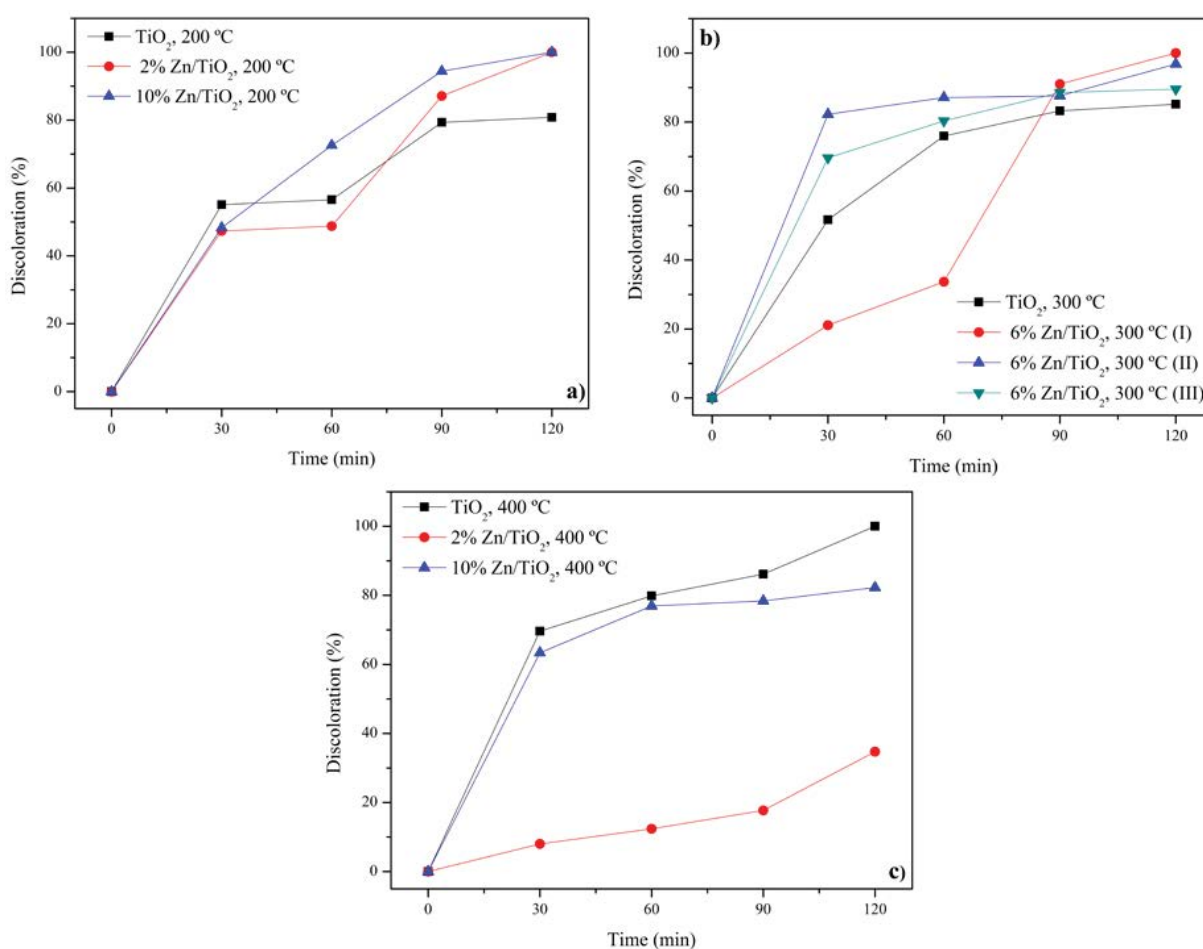 TiO2, 200 ºC
2% Zn/TiO2, 200 ºC
10% Zn/TiO2, 200 ºC
100
80
60
40
20
0
Discoloration (%)
a)
0 30 60 90 120
Time (min)
b)
100
80
60
40
20
0
Discoloration (%)
TiO2, 300 ºC
6% Zn/TiO2, 300 ºC (I)
6% Zn/TiO2, 300 ºC (II)
6% Zn/TiO2, 300 ºC (III)
0 30 60 90 120
Time (min)
TiO2, 400 ºC
2% Zn/TiO2, 400 ºC
10% Zn/TiO2, 400 ºC
100
80
60
40
20
0
Discoloration (%)
c)
0 30 60 90 120
Time (min)